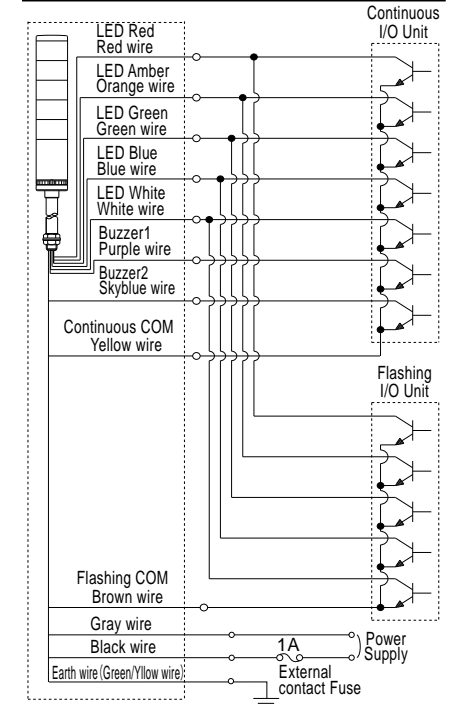 Continuous
I/O Unit
LED Red
Red wire
LED Amber
Orange wire
LED Green
Green wire
LED Blue
Blue wire
LED White
White wire
Buzzer1
Purple wire
Buzzer2
Skyblue wire
Continuous COM
Yellow wire
Flashing
I/O Unit
Flashing COM
Brown wire
Gray wire
Black wire
1A
Power
Supply
Earth wire(Green/Yllow wire)
External
contact Fuse